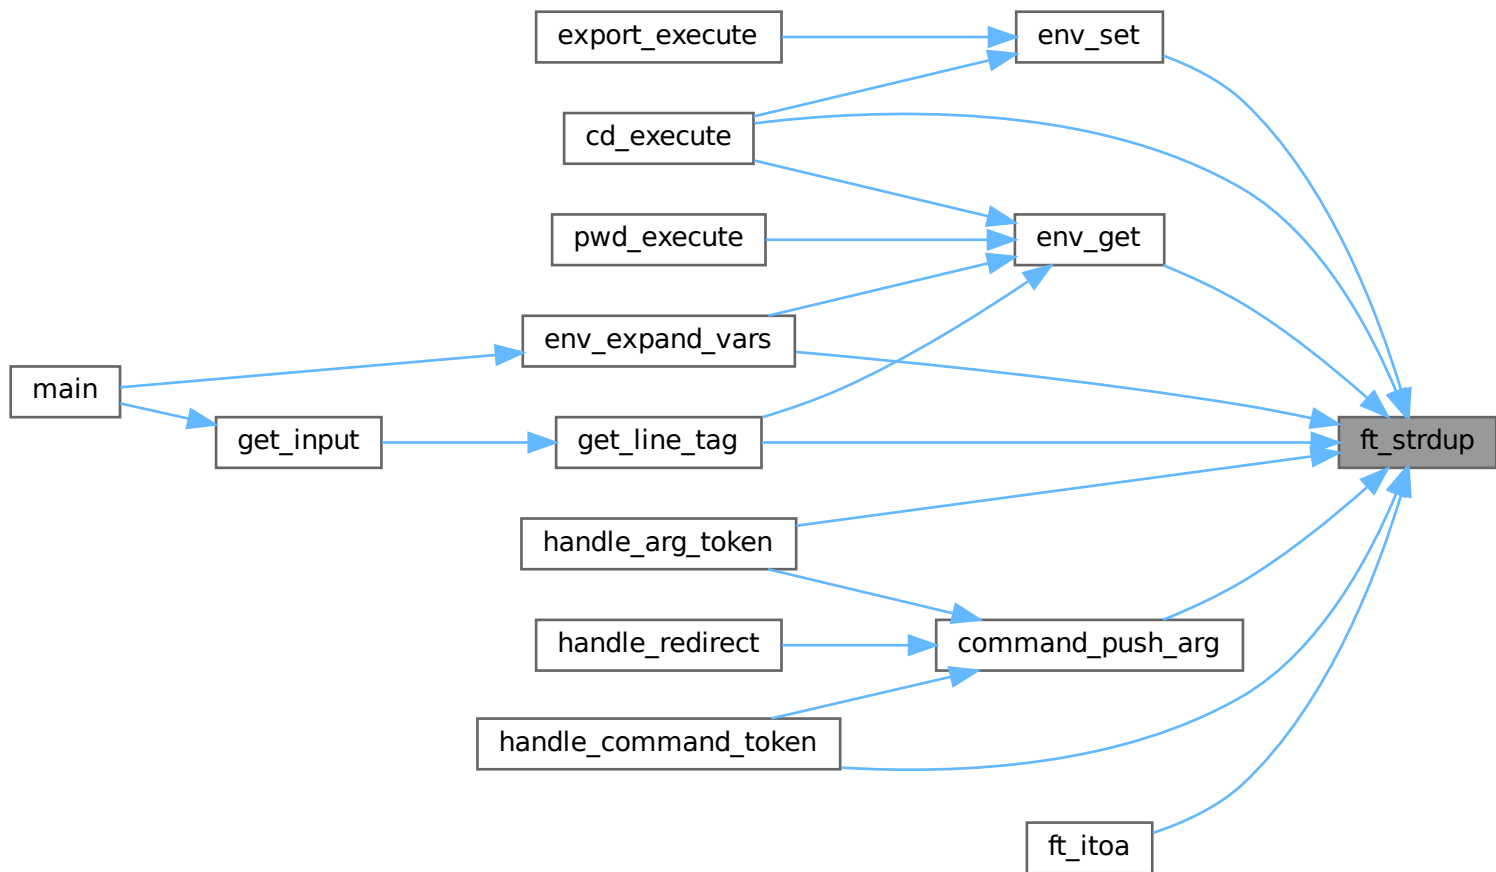 export_execute
env_set
cd_execute
pwd_execute
env_get
env_expand_vars
main
get_input
get_line_tag
ft_strdup
handle_arg_token
handle_redirect
command_push_arg
handle_command_token
ft_itoa